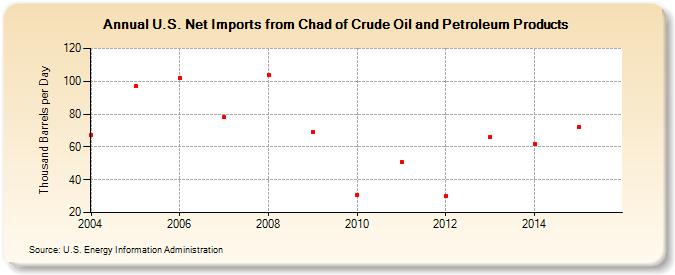 Annual U.S. Net Imports from Chad of Crude Oil and Petroleum Products
Thousand Barrels per Day
120
100
80
60
40
20
2004 2006 2008 2010 2012 2014
Source: U.S. Energy Information Administration